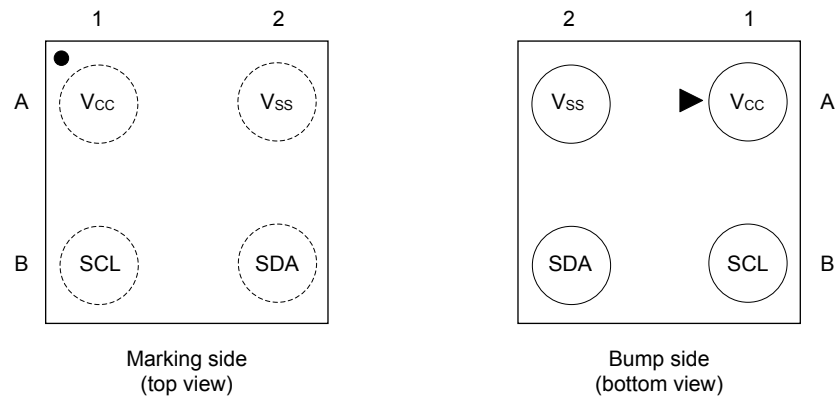 1 2 2 1
A VCC VSS VSS VCC A
B SCL SDA SDA SCL B
Marking side Bump side
(top view) (bottom view)